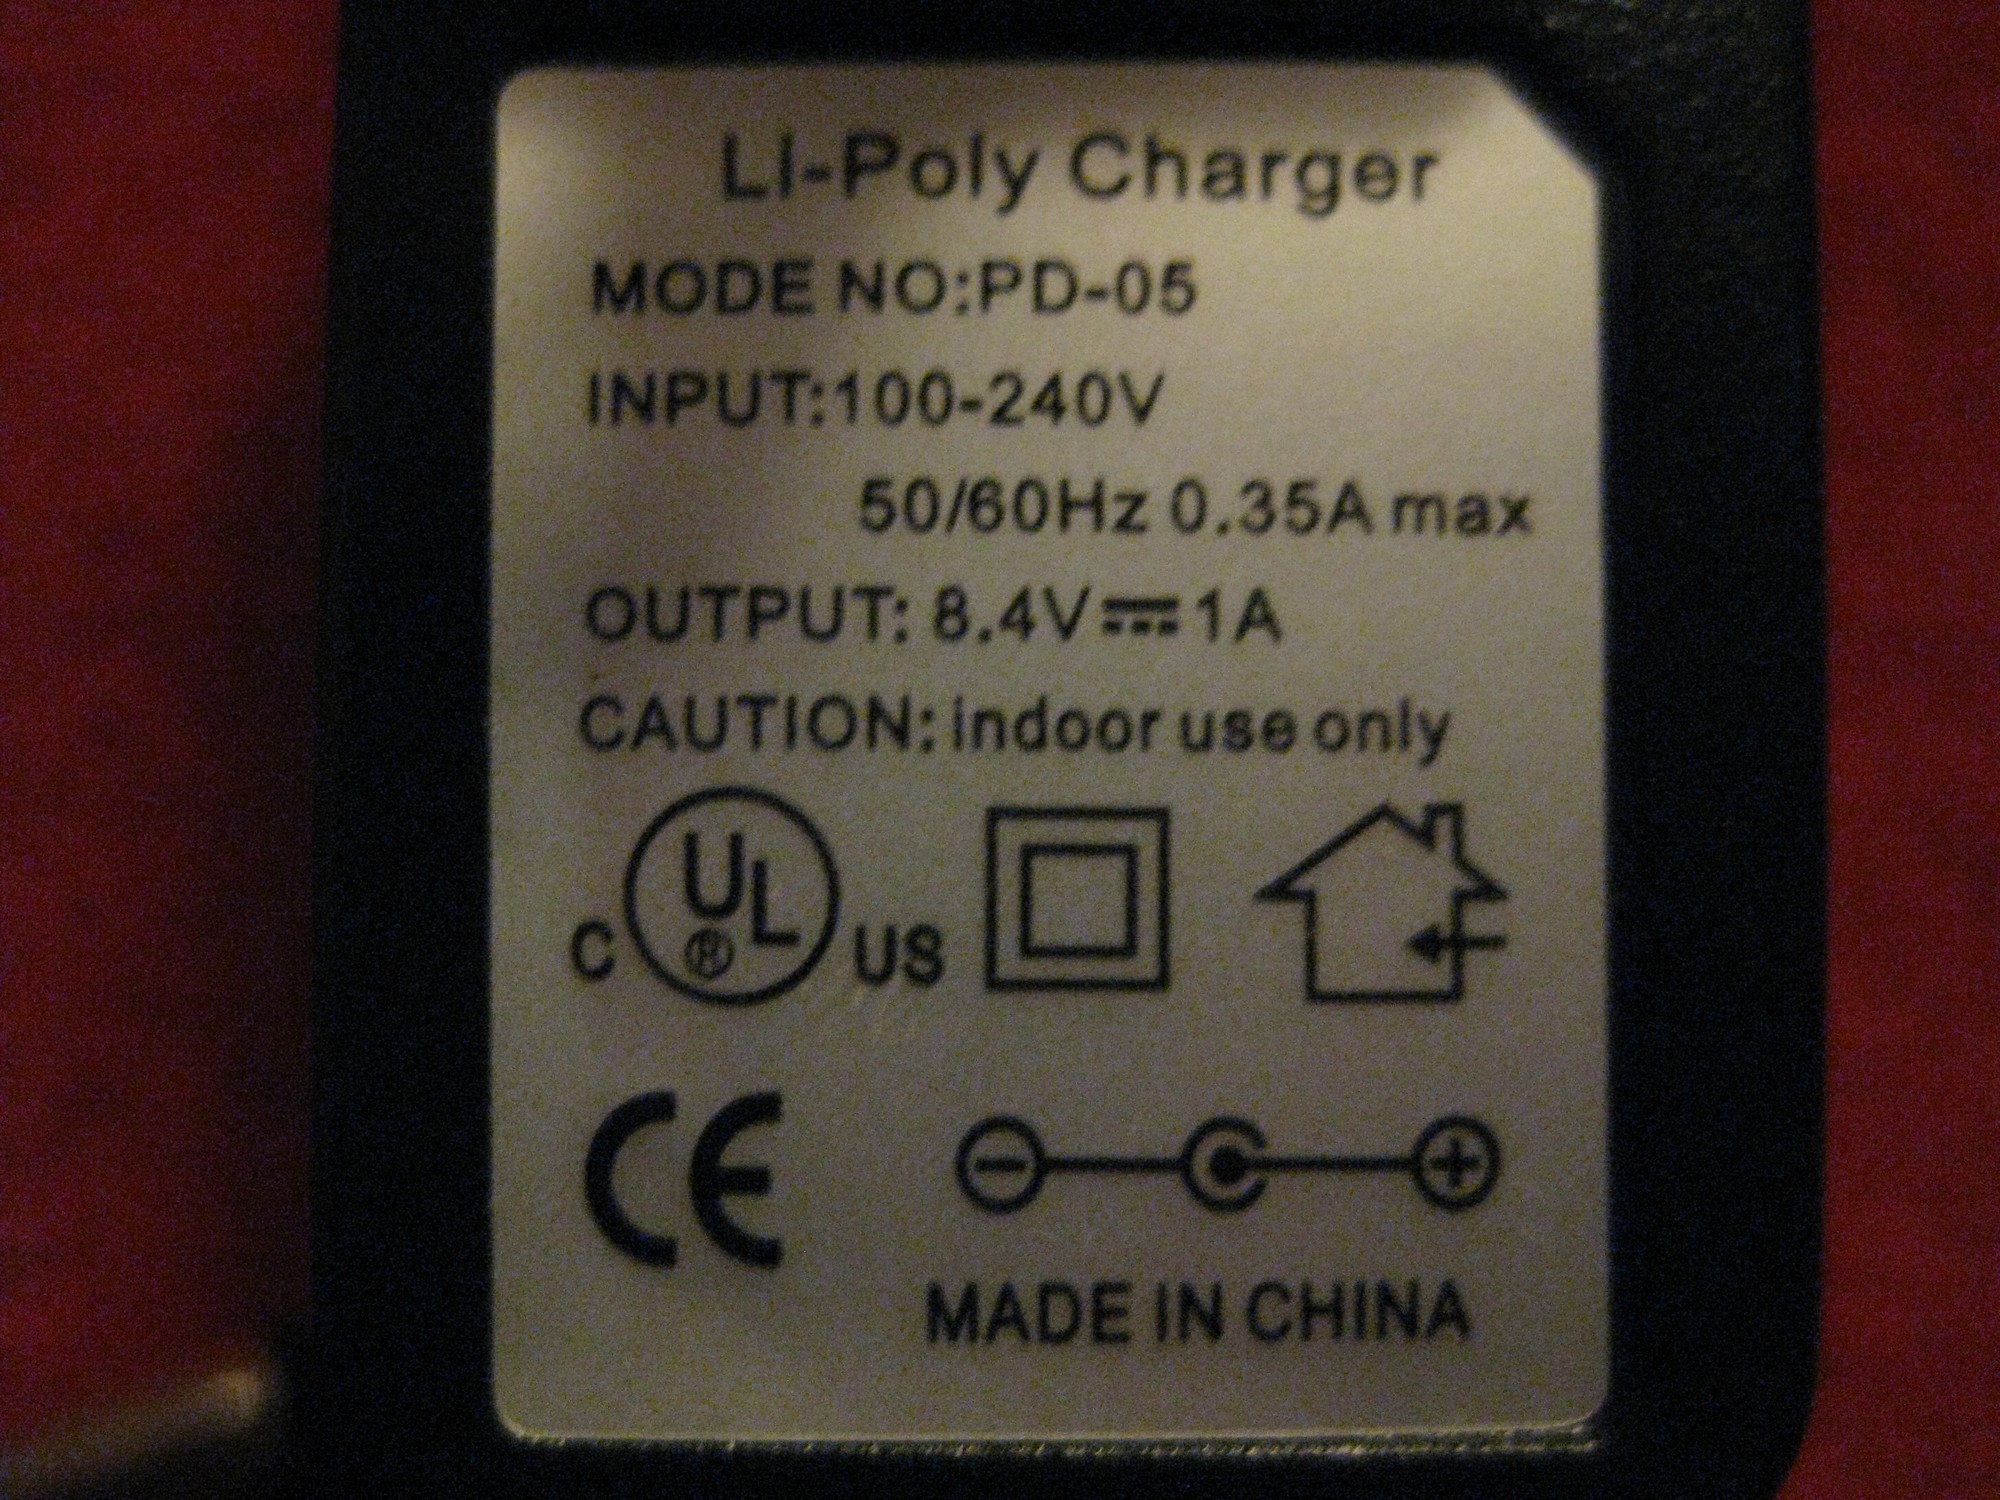 Li-Poly Charger
MODE NO:PD-05
INPUT:100-240V
50/60Hz 0.35A max
OUTPUT: 8.4V⎓1A
CAUTION: indoor use only
C UL ® US
CE
MADE IN CHINA